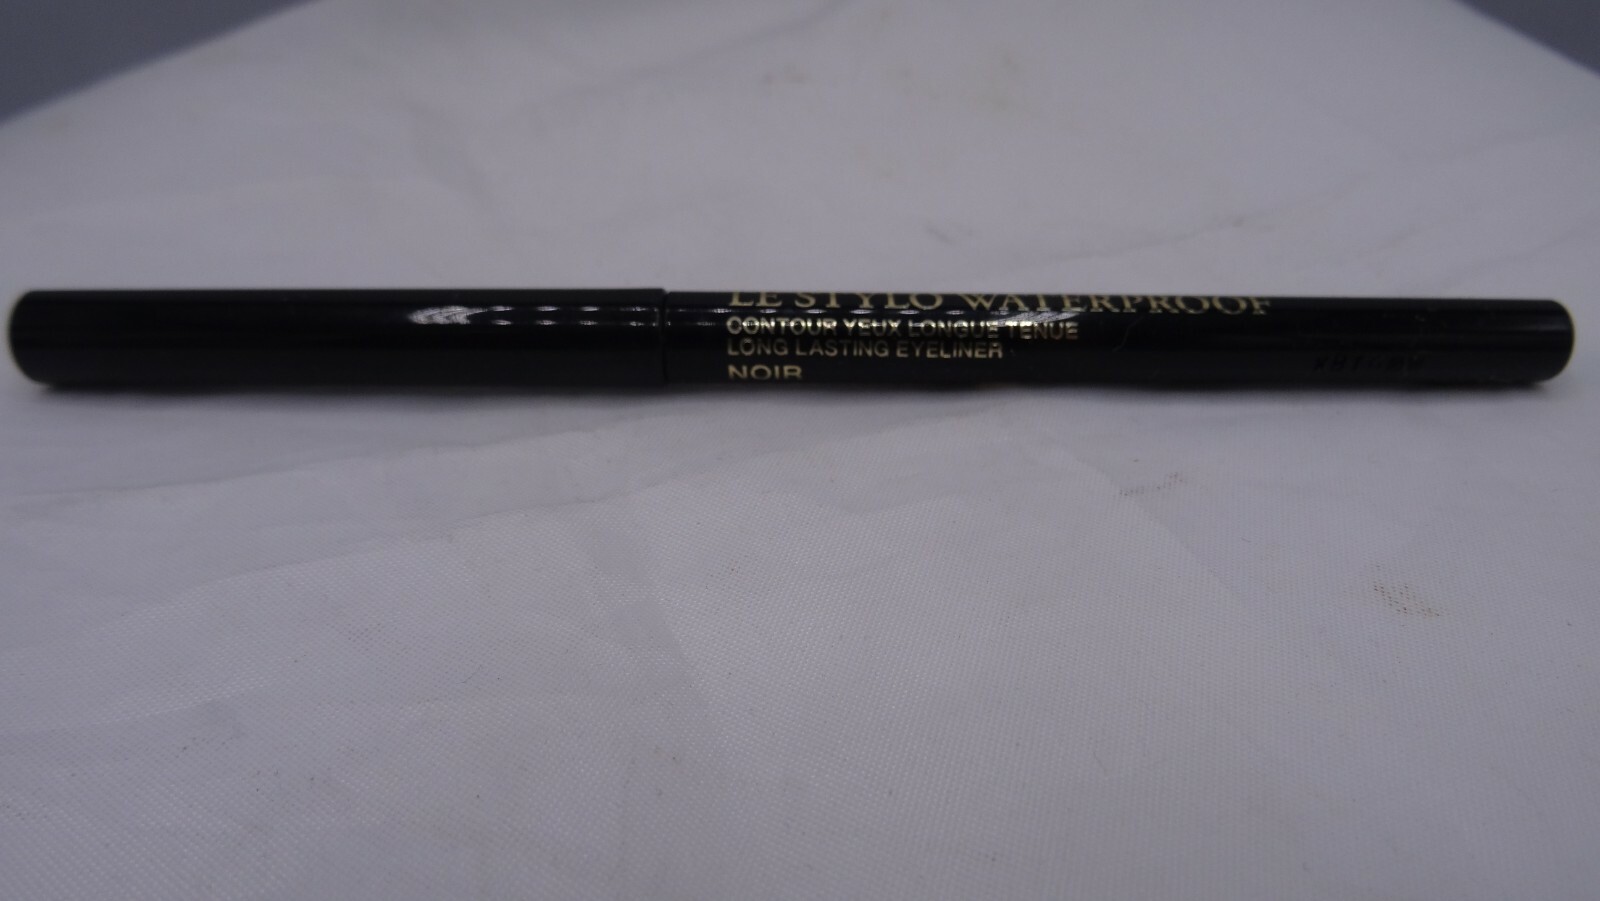 LE STYLO WATERPROOF
CONTOUR YEUX LONGUE TENUE
LONG LASTING EYELINER
NOIR